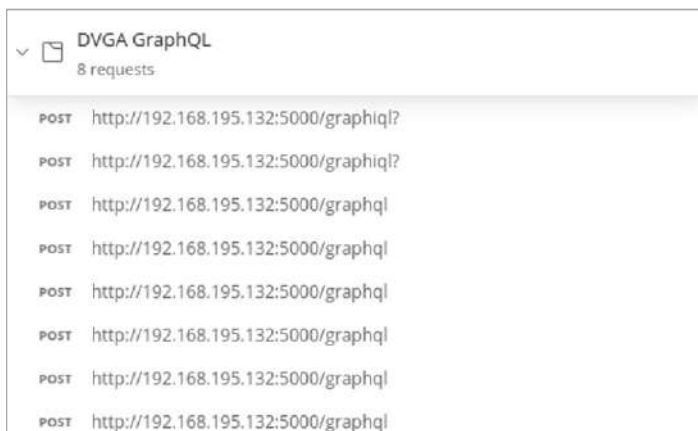 DVGA GraphQL
8 requests
POST http://192.168.195.132:5000/graphiql?
POST http://192.168.195.132:5000/graphiql?
POST http://192.168.195.132:5000/graphql
POST http://192.168.195.132:5000/graphql
POST http://192.168.195.132:5000/graphql
POST http://192.168.195.132:5000/graphql
POST http://192.168.195.132:5000/graphql
POST http://192.168.195.132:5000/graphql